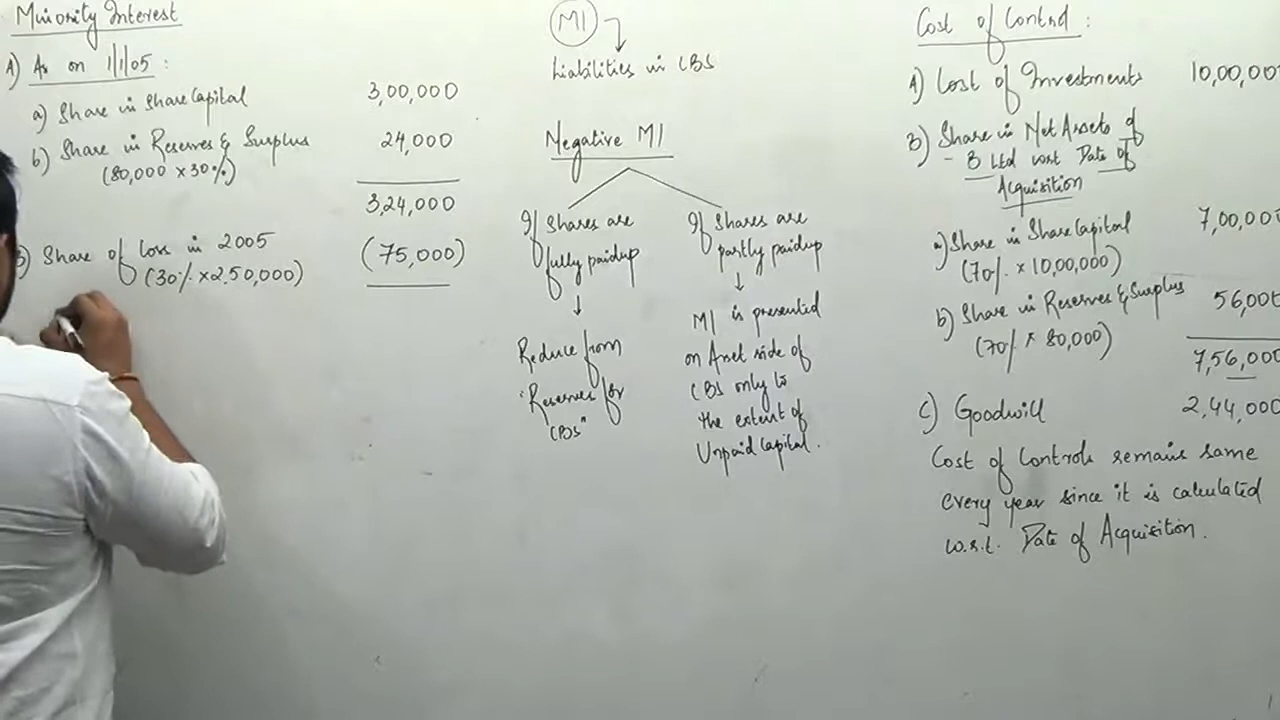 Minority Interest
A) As on 1/1/05 :
a) Share in Share Capital 3,00,000
b) Share in Reserves & Surplus 24,000
(80,000 x 30%)
3,24,000
B) Share of loss in 2005 (75,000)
(30% x 2,50,000)
MI
Liabilities in CBS
Negative MI
If Shares are
fully paidup
Reduce from
"Reserves for
CBS"
If Shares are
partly paidup
MI is presented
on Asset side of
CBS only to
the extent of
Unpaid Capital.
Cost of Control :
A) Cost of Investments 10,00,000
B) Share in Net Assets of
- B Ltd w.r.t Date of
Acquisition
a) Share in Share Capital 7,00,000
(70% x 10,00,000)
b) Share in Reserves & Surplus 56,000
(70% x 80,000)
7,56,000
C) Goodwill 2,44,000
Cost of Controls remains same
every year since it is calculated
w.r.t. Date of Acquisition.